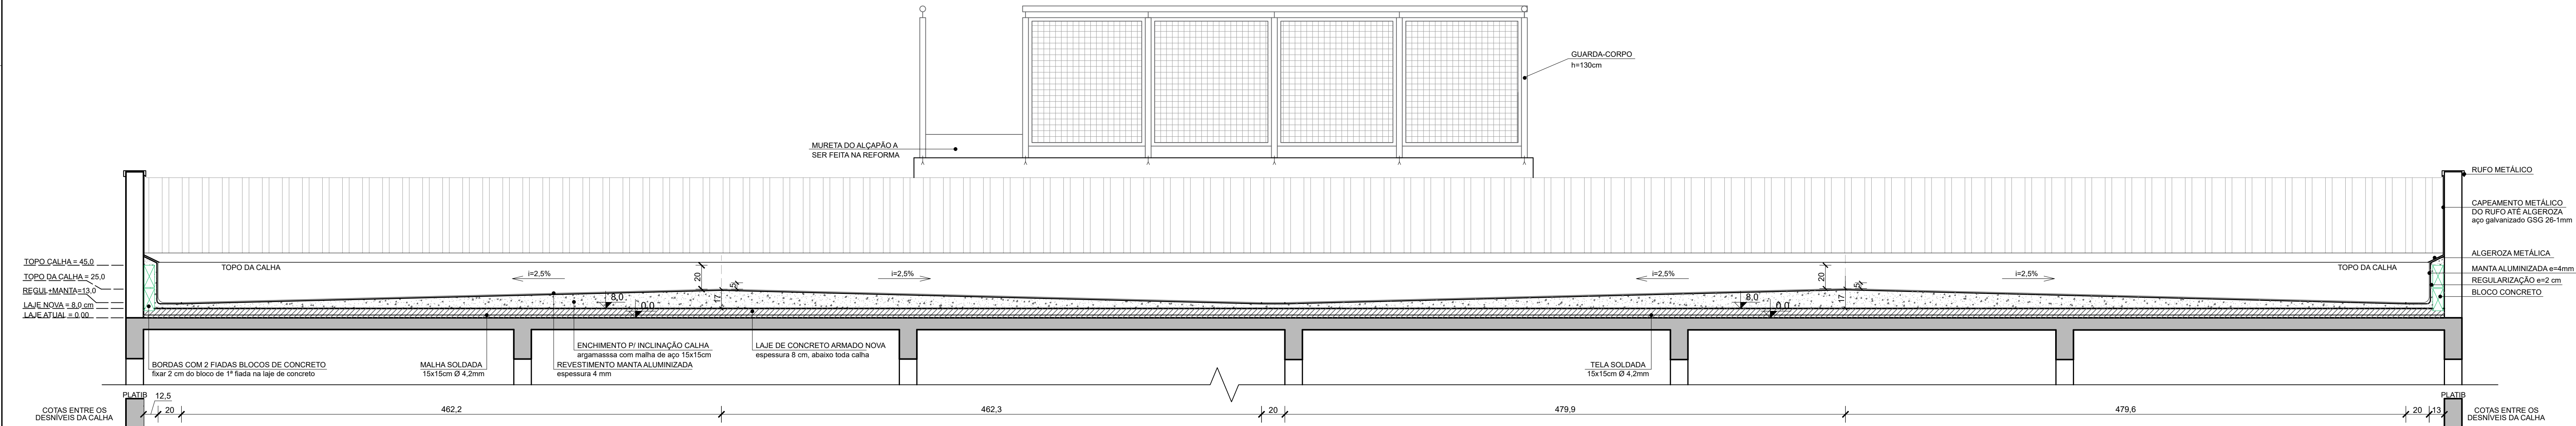 GUARDA-CORPO
h=130cm
MURETA DO ALÇAPÃO A
SER FEITA NA REFORMA
RUFO METÁLICO
CAPEAMENTO METÁLICO
DO RUFO ATÉ ALGEROZA
aço galvanizado GSG 26-1mm
ALGEROZA METÁLICA
MANTA ALUMINIZADA e=4mm
REGULARIZAÇÃO e=2 cm
BLOCO CONCRETO
TOPO CALHA = 45,0
TOPO DA CALHA = 25,0
REGUL+MANTA=13,0
LAJE NOVA = 8,0 cm
LAJE ATUAL = 0,00
TOPO DA CALHA
TOPO DA CALHA
i=2,5%
i=2,5%
i=2,5%
i=2,5%
20
5
17
8,0
0,0
20
5
17
8,0
0,0
BORDAS COM 2 FIADAS BLOCOS DE CONCRETO
fixar 2 cm do bloco de 1ª fiada na laje de concreto
MALHA SOLDADA
15x15cm Ø 4,2mm
ENCHIMENTO P/ INCLINAÇÃO CALHA
argamasssa com malha de aço 15x15cm
REVESTIMENTO MANTA ALUMINIZADA
espessura 4 mm
LAJE DE CONCRETO ARMADO NOVA
espessura 8 cm, abaixo toda calha
TELA SOLDADA
15x15cm Ø 4,2mm
PLATIB
PLATIB
COTAS ENTRE OS
DESNÍVEIS DA CALHA
12,5
20
462,2
462,3
20
479,9
479,6
20
13
COTAS ENTRE OS
DESNÍVEIS DA CALHA